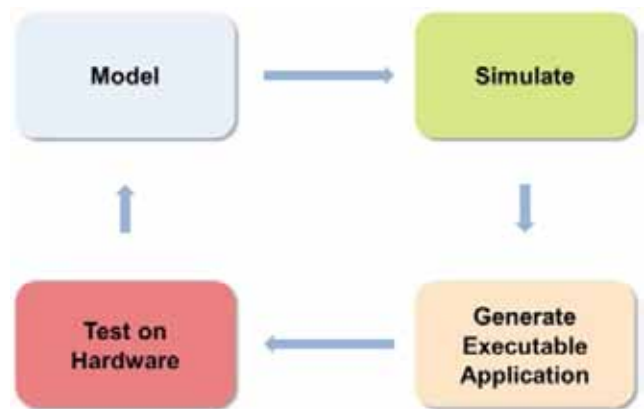 Model
Simulate
Generate
Executable
Application
Test on
Hardware